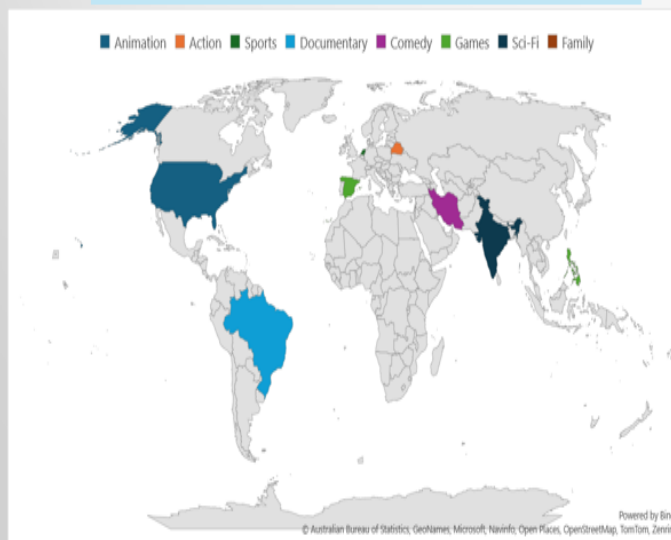 Animation Action Sports Documentary Comedy Games Sci-Fi Family
Powered by Bin
© Australian Bureau of Statistics, GeoNames, Microsoft, Navinfo, Open Places, OpenStreetMap, TomTom, Zenrin